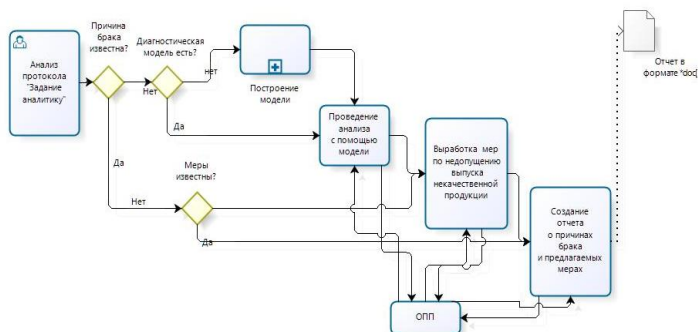 Причина
брака
известна?
Диагностическая
модель есть?
Анализ
протокола
"Задание
аналитику"
Нет
нет
Построение
модели
Отчет в
формате *doc[
Да
Проведение
анализа
с помощью
модели
Выработка мер
по недопущению
выпуска
некачественной
продукции
Да
Меры
известны?
Нет
Да
Создание
отчета
о причинах
брака
и предлагаемых
мерах
ОПП